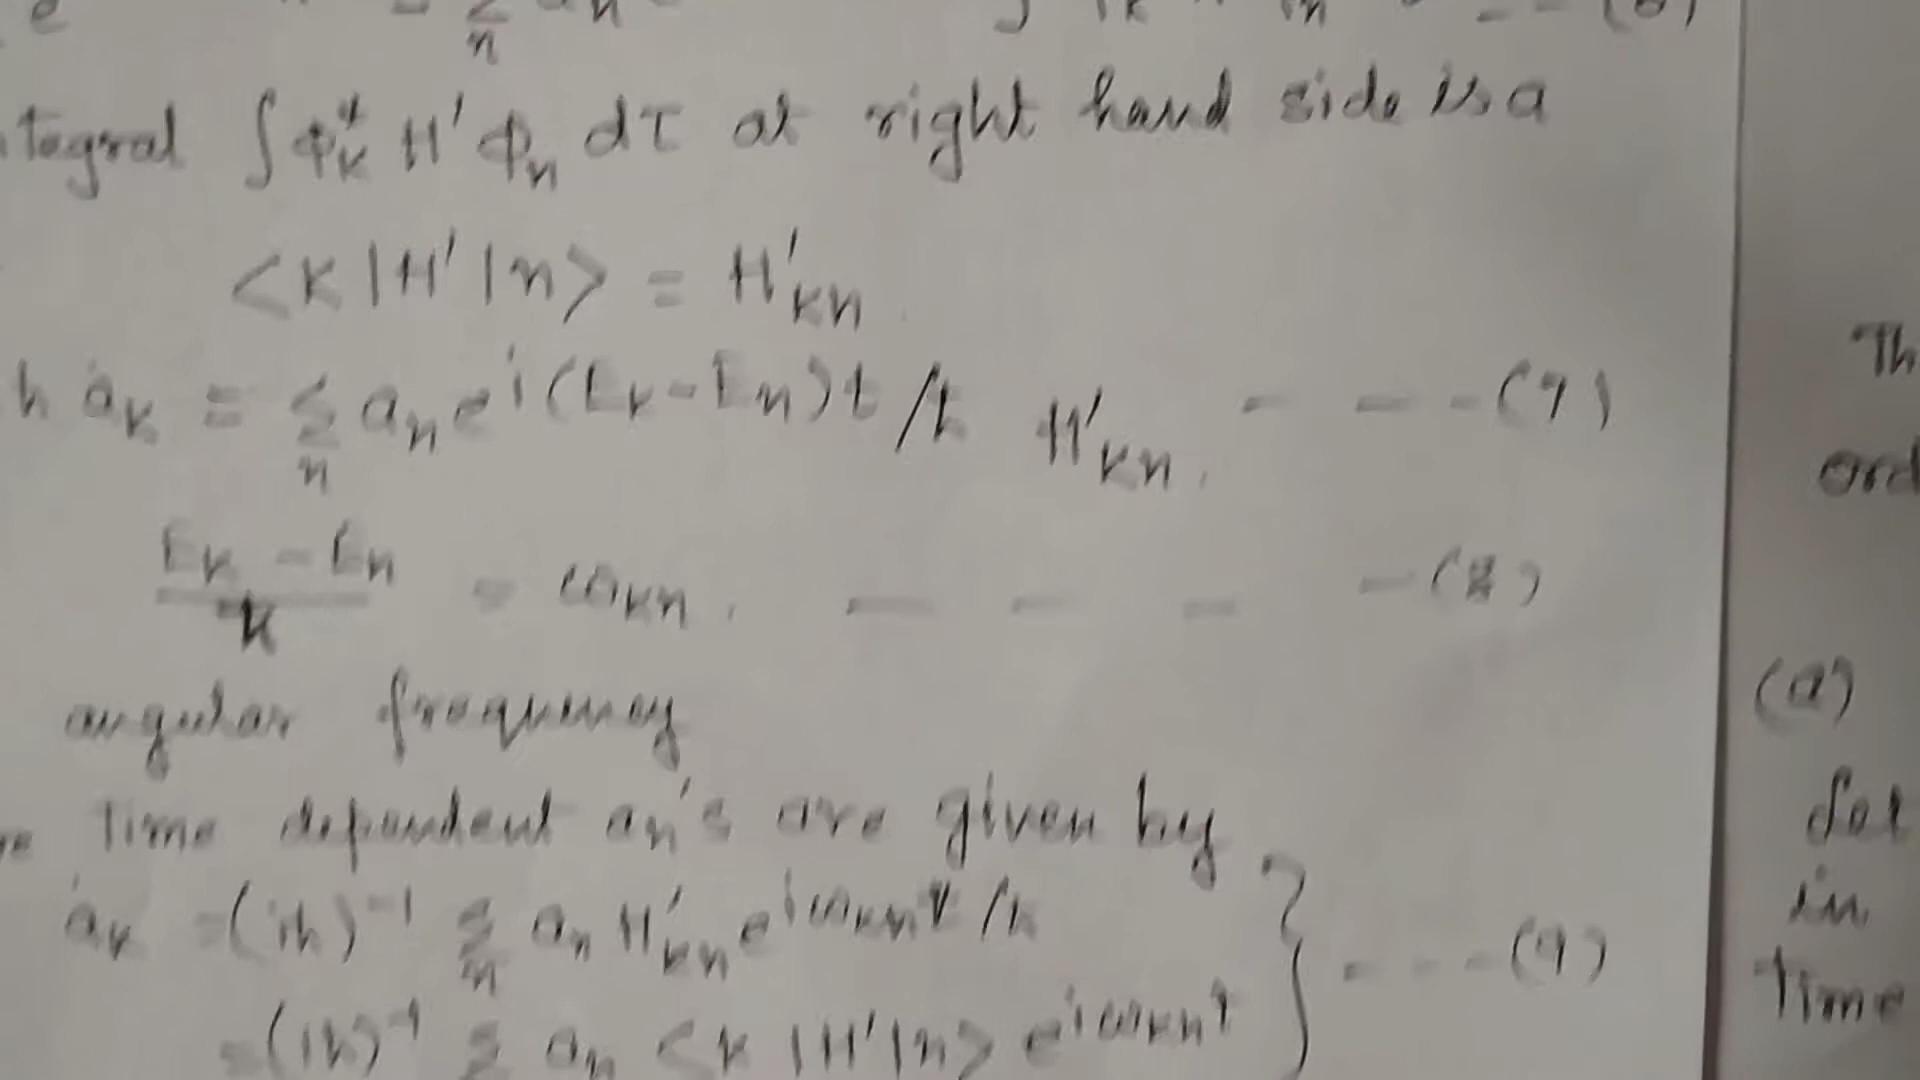 tegral ∫ϕ*ₖ H' ϕₙ dτ at right hand side is a
<K|H'|n> = H'ₖₙ
h ȧₖ = Σₙ aₙ e^i(Eₖ-Eₙ)t/ħ H'ₖₙ. - - - (7)
(Eₖ - Eₙ)/ħ = ωₖₙ. - - - - (8)
angular frequency
Time dependent aₙ's are given by
ȧₖ = (iħ)⁻¹ Σₙ aₙ H'ₖₙ e^iωₖₙt /ħ
- - - (9)
= (iħ)⁻¹ Σ aₙ <k|H'|n> e^iωₖₙt
Th
ord
(a)
in
Time